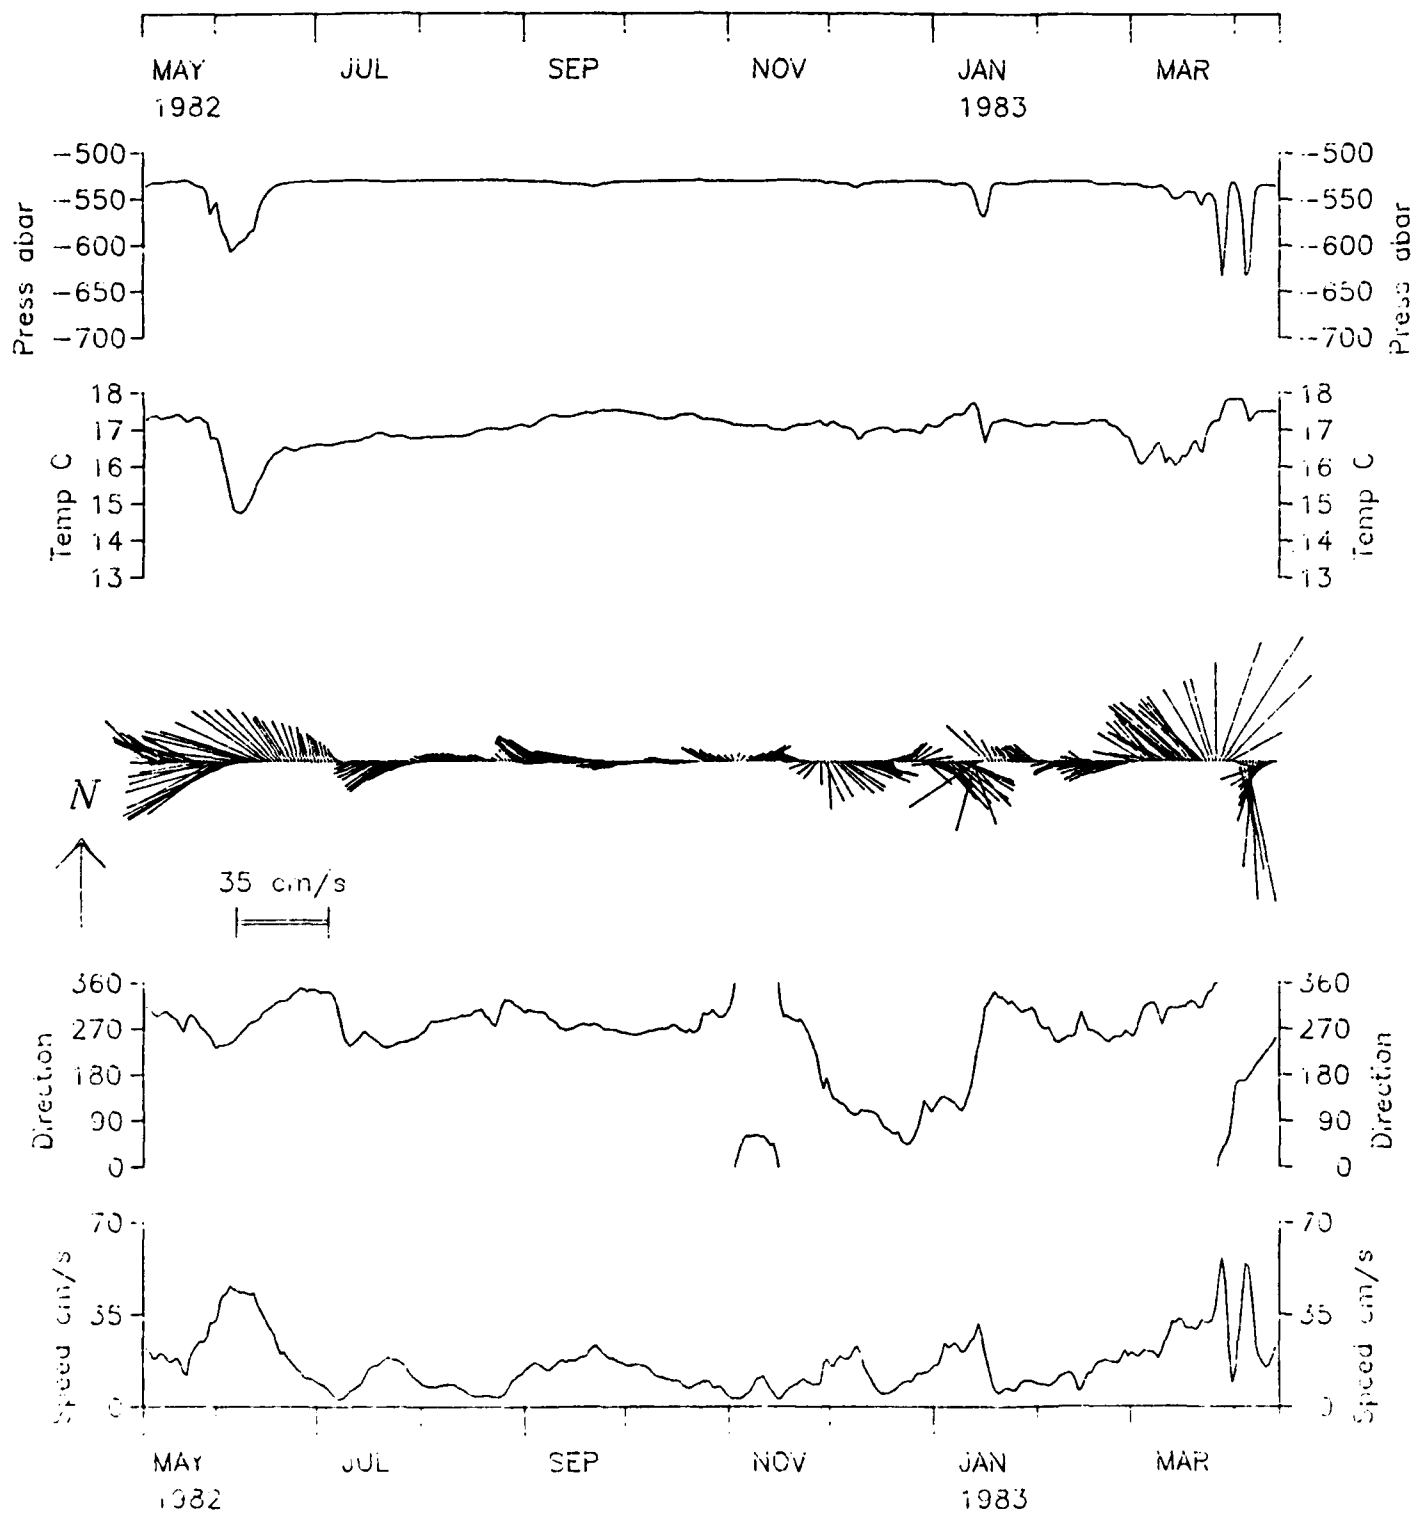 MAY JUL SEP NOV JAN MAR
1982 1983
Press dbar
-500 -500
-550 -550
-600 -600
-650 -650
-700 -700
Press dbar
Temp C
18 18
17 17
16 16
15 15
14 14
13 13
Temp C
N
35 cm/s
Direction
360 360
270 270
180 180
90 90
0 0
Direction
Speed cm/s
70 70
35 35
0 0
Speed cm/s
MAY JUL SEP NOV JAN MAR
1982 1983